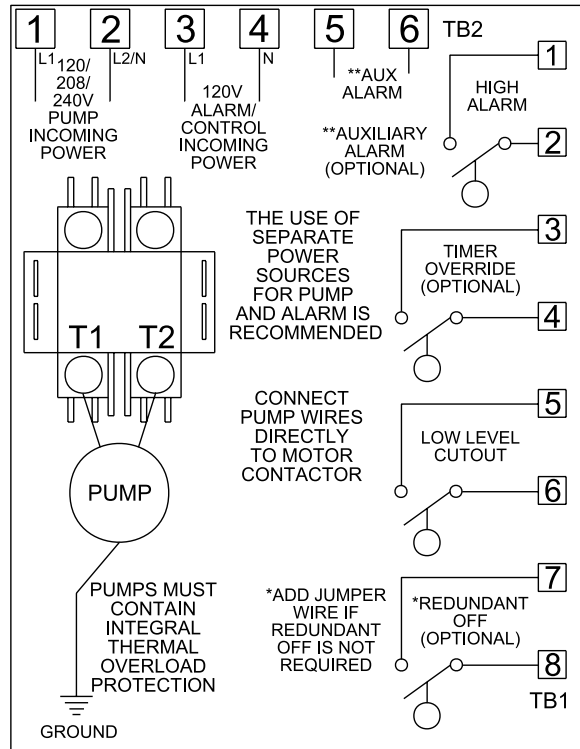 1 2 3 4 5 6 TB2
L1 L2/N L1 N
120/
208/
240V
PUMP
INCOMING
POWER
120V
ALARM/
CONTROL
INCOMING
POWER
**AUX
ALARM
**AUXILIARY
ALARM
(OPTIONAL)
1
HIGH
ALARM
2
THE USE OF
SEPARATE
POWER
SOURCES
FOR PUMP
AND ALARM IS
RECOMMENDED
3
TIMER
OVERRIDE
(OPTIONAL)
4
T1 T2
CONNECT
PUMP WIRES
DIRECTLY
TO MOTOR
CONTACTOR
5
LOW LEVEL
CUTOUT
6
PUMP
PUMPS MUST
CONTAIN
INTEGRAL
THERMAL
OVERLOAD
PROTECTION
GROUND
*ADD JUMPER
WIRE IF
REDUNDANT
OFF IS NOT
REQUIRED
7
*REDUNDANT
OFF
(OPTIONAL)
8
TB1